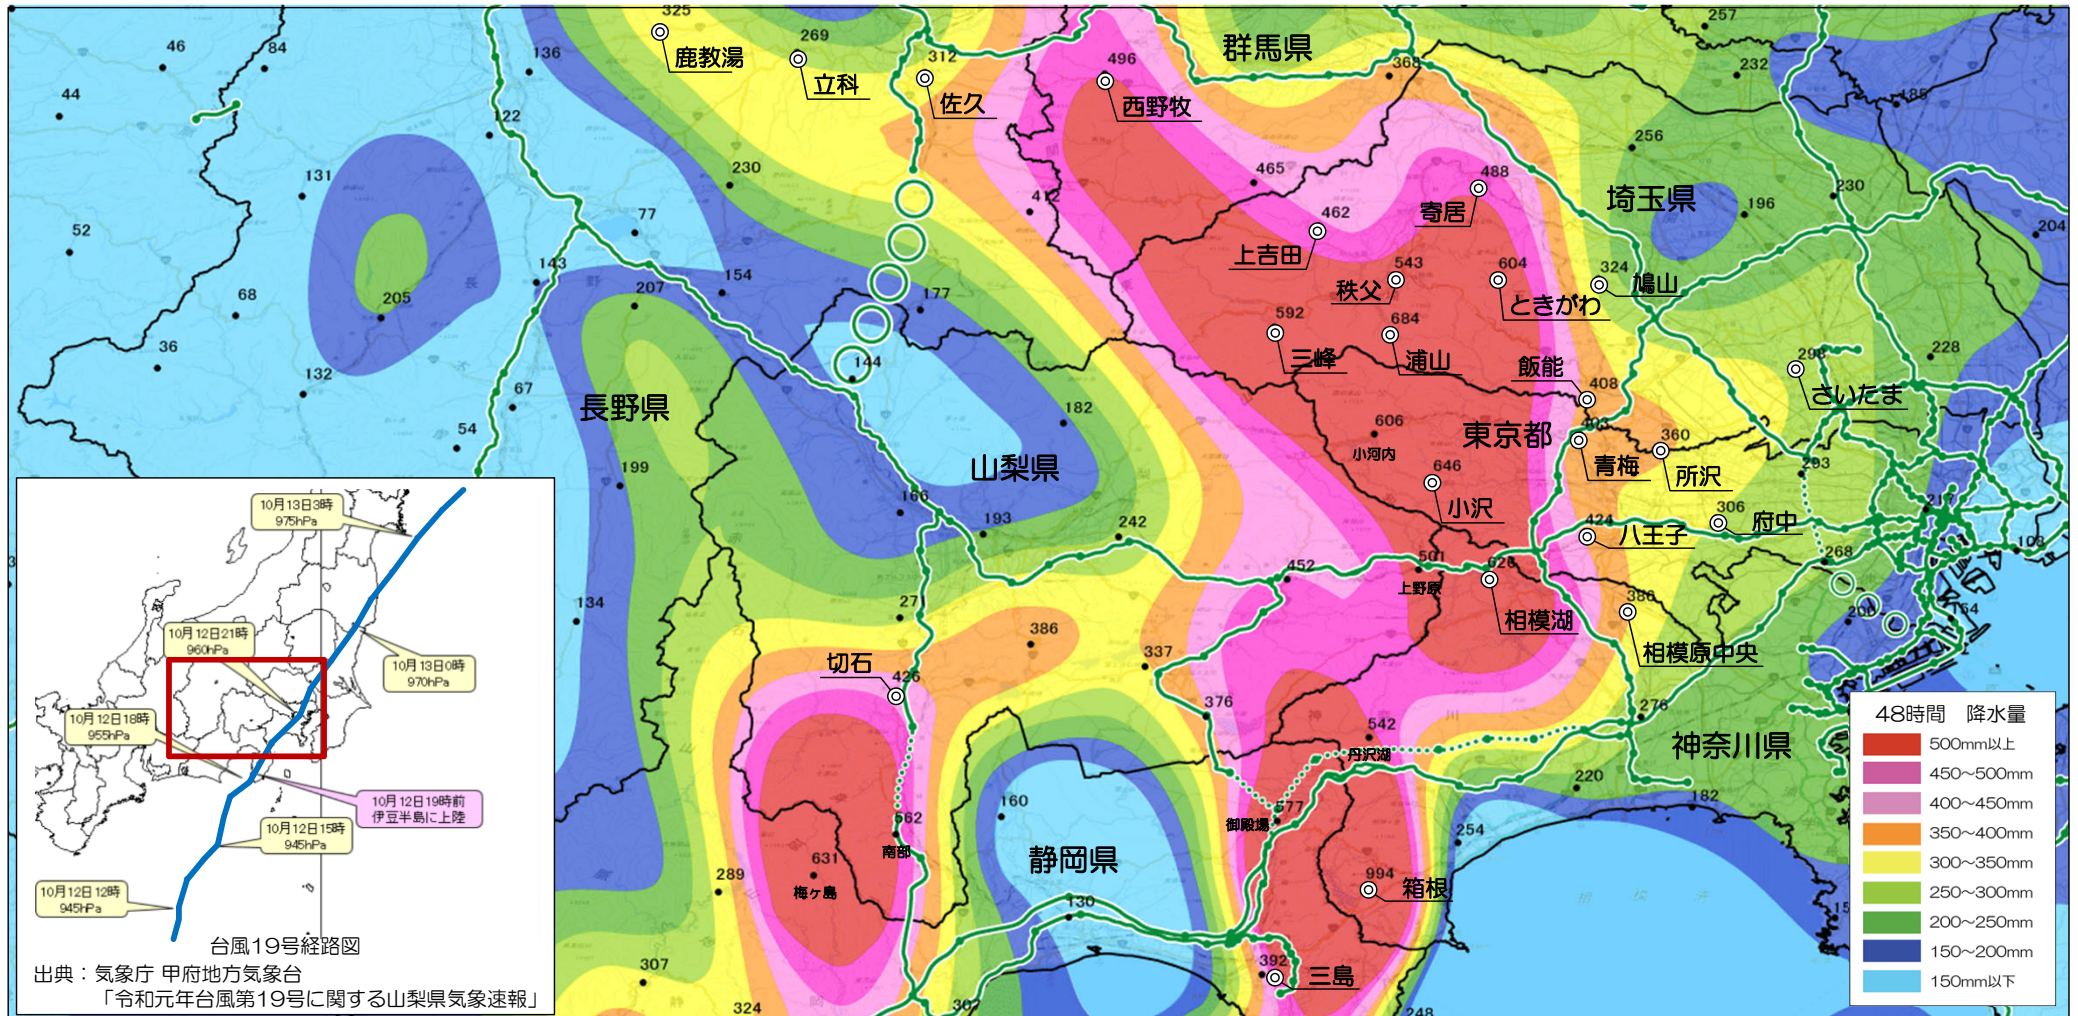 325
269
312
496
368
257
232
185
46
84
136
44
122
鹿教湯
立科
佐久
西野牧
群馬県
131
230
412
465
488
256
230
196
204
52
77
143
154
207
177
462
寄居
上吉田
埼玉県
68
205
543
604
324
秩父
ときがわ
鳩山
36
132
67
144
592
684
三峰
浦山
飯能
408
228
さいたま
長野県
182
54
606
小河内
東京都
403
青梅
360
所沢
293
山梨県
199
166
193
242
646
小沢
306
府中
424
八王子
217
268
108
134
271
452
501
上野原
626
相模湖
386
相模原中央
206
154
切石
426
386
337
376
542
丹沢湖
276
神奈川県
220
182
160
562
南部
631
梅ヶ島
289
静岡県
130
577
御殿場
254
994
箱根
307
324
307
392
三島
248
10月13日3時
975hPa
10月12日21時
960hPa
10月13日0時
970hPa
10月12日18時
955hPa
10月12日19時前
伊豆半島に上陸
10月12日15時
945hPa
10月12日12時
945hPa
台風19号経路図
出典：気象庁 甲府地方気象台
「令和元年台風第19号に関する山梨県気象速報」
48時間 降水量
500mm以上
450～500mm
400～450mm
350～400mm
300～350mm
250～300mm
200～250mm
150～200mm
150mm以下